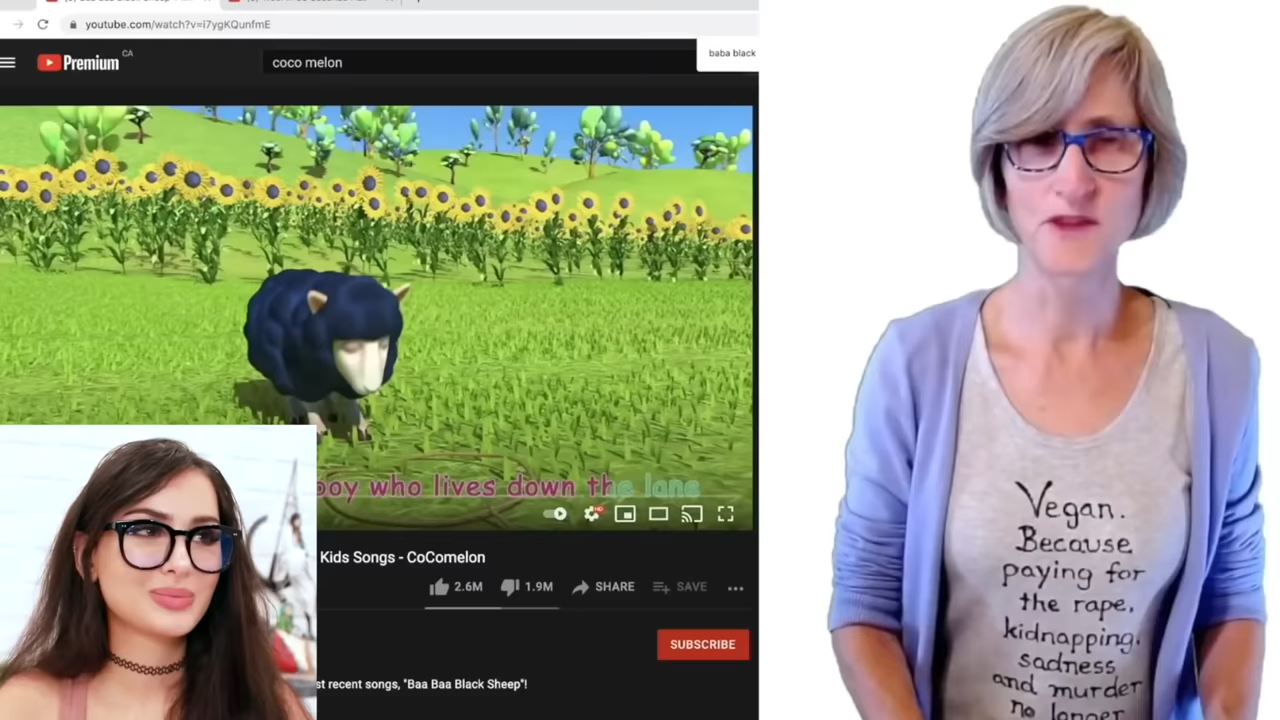 youtube.com/watch?v=i7ygKQunfmE
Premium CA
coco melon
baba black
boy who lives down the lane
Kids Songs - CoComelon
2.6M
1.9M
SHARE
SAVE
SUBSCRIBE
st recent songs, "Baa Baa Black Sheep"!
Vegan.
Because
paying for
the rape,
kidnapping,
sadness
and murder
no longer